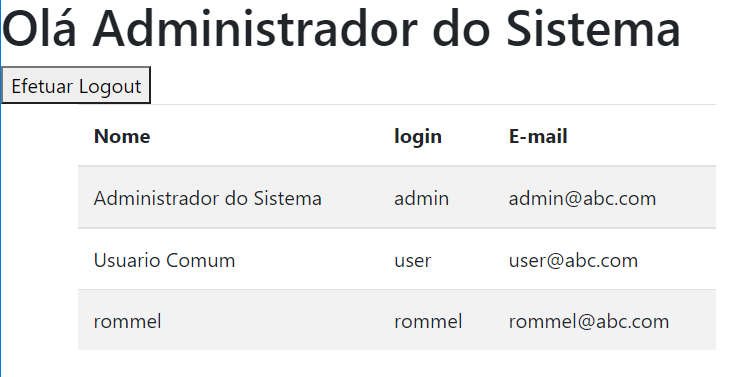 Olá Administrador do Sistema
Efetuar Logout
Nome login E-mail
Administrador do Sistema admin admin@abc.com
Usuario Comum user user@abc.com
rommel rommel rommel@abc.com